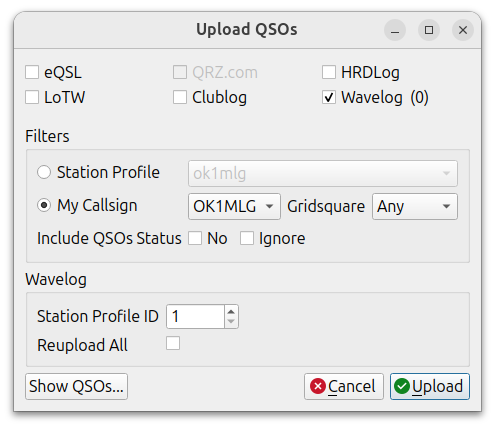 Upload QSOs
eQSL QRZ.com HRDLog
LoTW Clublog Wavelog (0)
Filters
Station Profile ok1mlg
My Callsign OK1MLG Gridsquare Any
Include QSOs Status No Ignore
Wavelog
Station Profile ID 1
Reupload All
Show QSOs... Cancel Upload